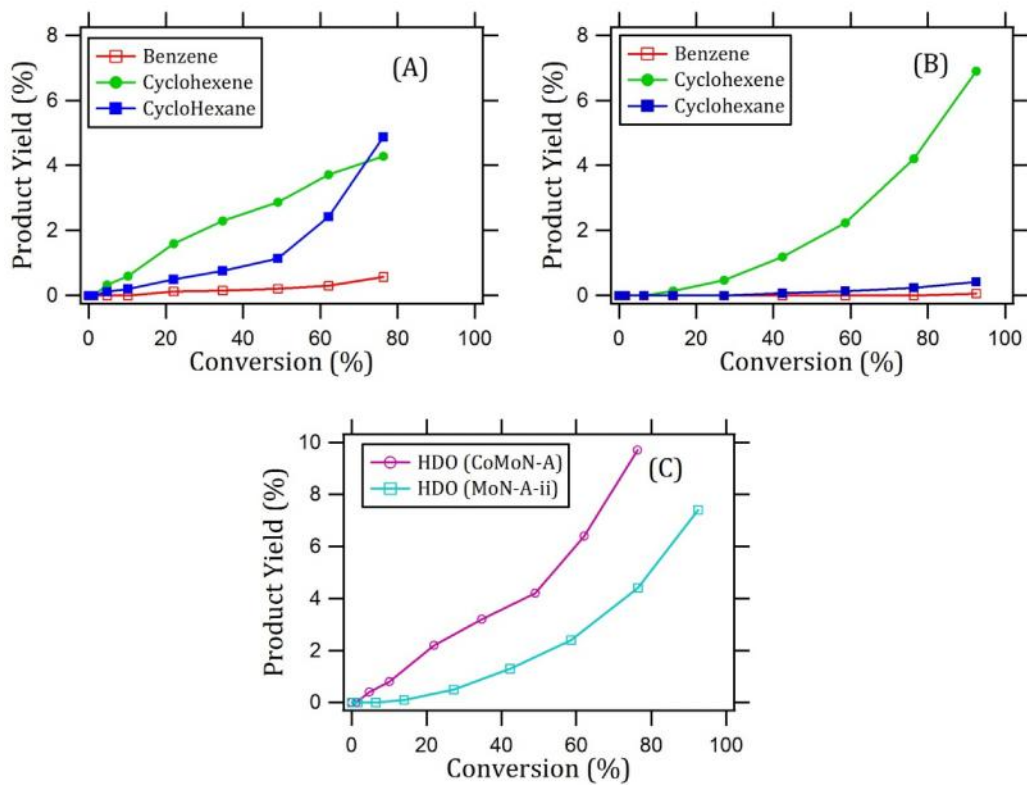 (A)
Benzene
Cyclohexene
CycloHexane
Product Yield (%)
8
6
4
2
0
0 20 40 60 80 100
Conversion (%)
(B)
Benzene
Cyclohexene
Cyclohexane
Product Yield (%)
8
6
4
2
0
0 20 40 60 80 100
Conversion (%)
(C)
HDO (CoMoN-A)
HDO (MoN-A-ii)
Product Yield (%)
10
8
6
4
2
0
0 20 40 60 80 100
Conversion (%)